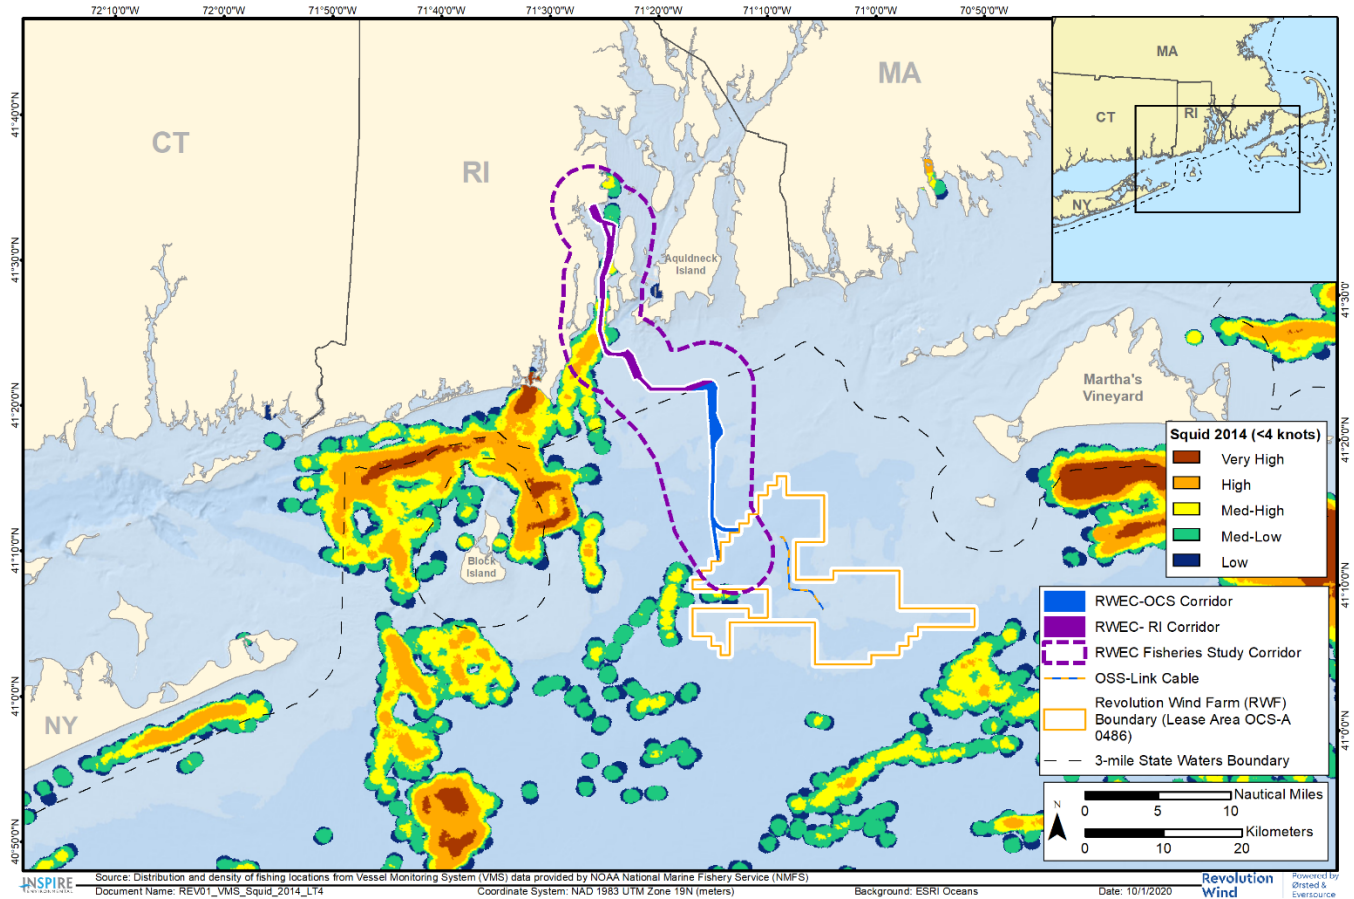 72°10'0"W 72°0'0"W 71°50'0"W 71°40'0"W 71°30'0"W 71°20'0"W 71°10'0"W 71°0'0"W 70°50'0"W
41°40'0"N
41°30'0"N
41°20'0"N
41°10'0"N
41°0'0"N
40°50'0"N
CT
RI
MA
NY
Aquidneck
Island
Block
Island
Martha's
Vineyard
MA
CT
RI
NY
41°30'0"
41°20'0"N
41°10'0"N
41°0'0"N
Squid 2014 (<4 knots)
Very High
High
Med-High
Med-Low
Low
RWEC-OCS Corridor
RWEC- RI Corridor
RWEC Fisheries Study Corridor
OSS-Link Cable
Revolution Wind Farm (RWF)
Boundary (Lease Area OCS-A
0486)
3-mile State Waters Boundary
N
Nautical Miles
0 5 10
Kilometers
0 10 20
INSPIRE
ENVIRONMENTAL
Source: Distribution and density of fishing locations from Vessel Monitoring System (VMS) data provided by NOAA National Marine Fishery Service (NMFS)
Document Name: REV01_VMS_Squid_2014_LT4 Coordinate System: NAD 1983 UTM Zone 19N (meters) Background: ESRI Oceans Date: 10/1/2020
Revolution
Wind
Powered by
Ørsted &
Eversource